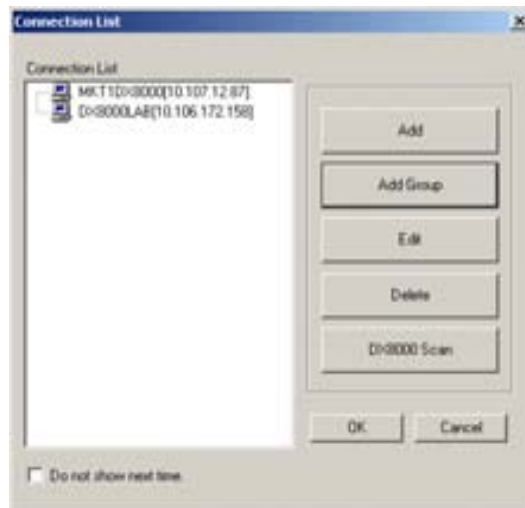 Connection List
Connection List
MKT1DX8000[10.107.12.87]
DX8000LAB[10.106.172.158]
Add
Add Group
Edit
Delete
DX8000 Scan
OK
Cancel
Do not show next time.